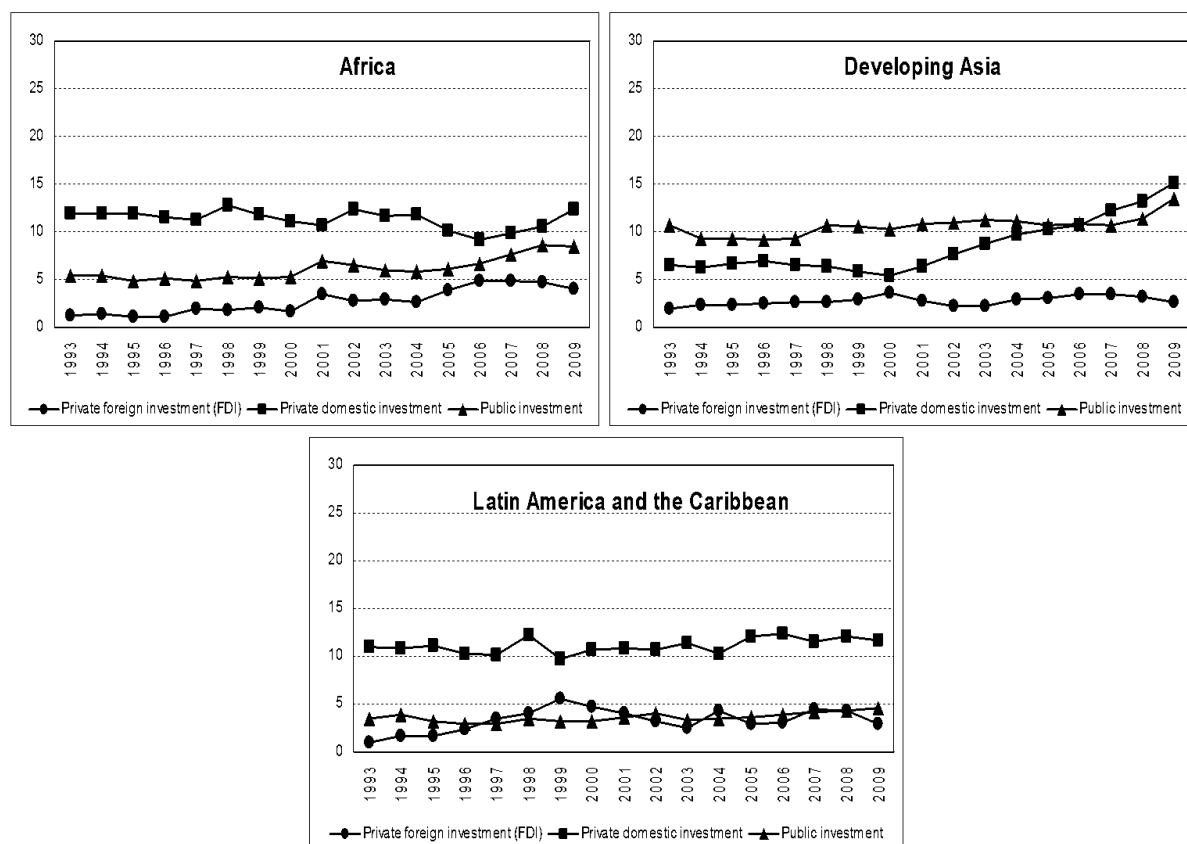 Africa
30
25
20
15
10
5
0
1993 1994 1995 1996 1997 1998 1999 2000 2001 2002 2003 2004 2005 2006 2007 2008 2009
Private foreign investment (FDI) Private domestic investment Public investment
Developing Asia
30
25
20
15
10
5
0
1993 1994 1995 1996 1997 1998 1999 2000 2001 2002 2003 2004 2005 2006 2007 2008 2009
Private foreign investment (FDI) Private domestic investment Public investment
Latin America and the Caribbean
30
25
20
15
10
5
0
1993 1994 1995 1996 1997 1998 1999 2000 2001 2002 2003 2004 2005 2006 2007 2008 2009
Private foreign investment (FDI) Private domestic investment Public investment